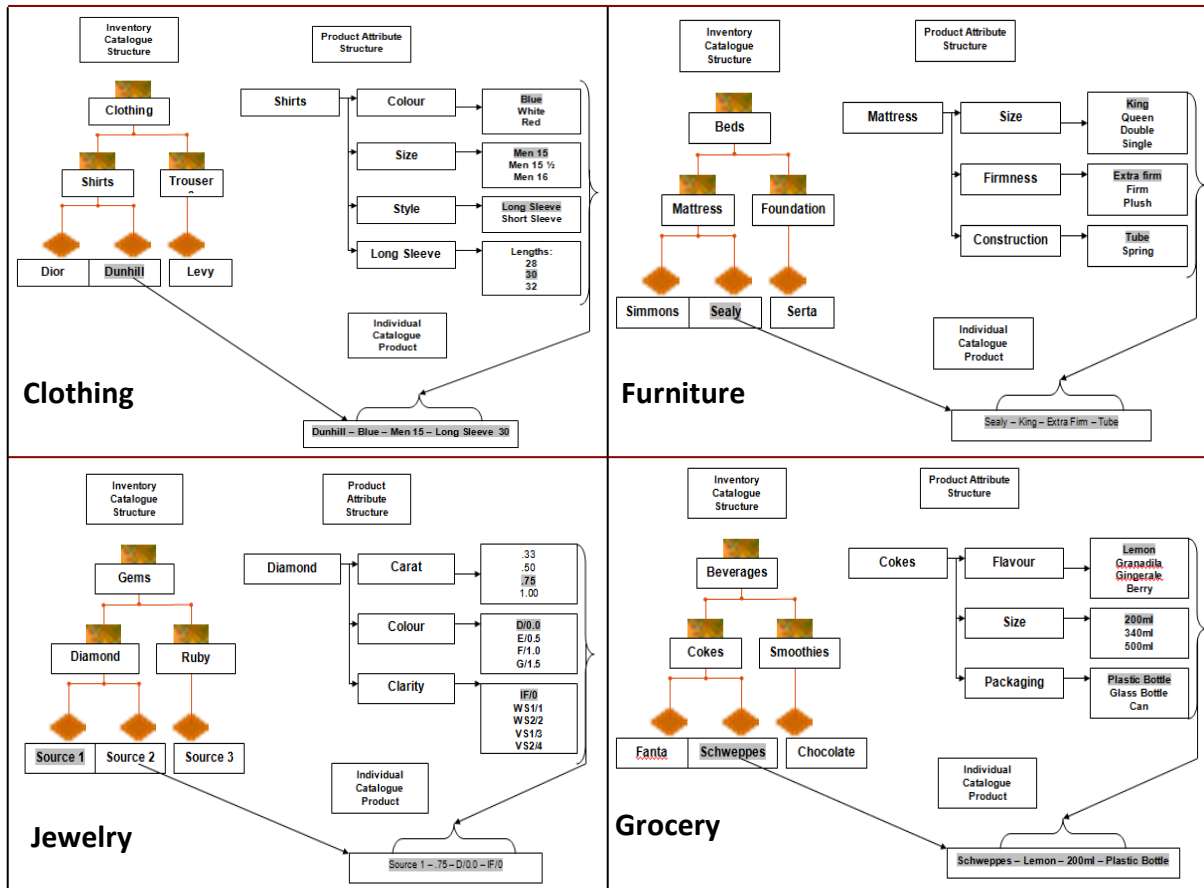 Inventory
Catalogue
Structure
Product Attribute
Structure
Clothing
Shirts
Trouser
Dior
Dunhill
Levy
Shirts
Colour
Blue
White
Red
Size
Men 15
Men 15 ½
Men 16
Style
Long Sleeve
Short Sleeve
Long Sleeve
Lengths:
28
30
32
Individual
Catalogue
Product
Clothing
Dunhill – Blue – Men 15 – Long Sleeve 30
Inventory
Catalogue
Structure
Product Attribute
Structure
Beds
Mattress
Foundation
Simmons
Sealy
Serta
Mattress
Size
King
Queen
Double
Single
Firmness
Extra firm
Firm
Plush
Construction
Tube
Spring
Individual
Catalogue
Product
Furniture
Sealy – King – Extra Firm – Tube
Inventory
Catalogue
Structure
Product
Attribute
Structure
Gems
Diamond
Ruby
Source 1
Source 2
Source 3
Diamond
Carat
.33
.50
.75
1.00
Colour
D/0.0
E/0.5
F/1.0
G/1.5
Clarity
IF/0
WS1/1
WS2/2
VS1/3
VS2/4
Individual
Catalogue
Product
Jewelry
Source 1 – .75 – D/0.0 – IF/0
Inventory
Catalogue
Structure
Product Attribute
Structure
Beverages
Cokes
Smoothies
Fanta
Schweppes
Chocolate
Cokes
Flavour
Lemon
Granadila
Gingerale
Berry
Size
200ml
340ml
500ml
Packaging
Plastic Bottle
Glass Bottle
Can
Individual
Catalogue
Product
Grocery
Schweppes – Lemon – 200ml – Plastic Bottle